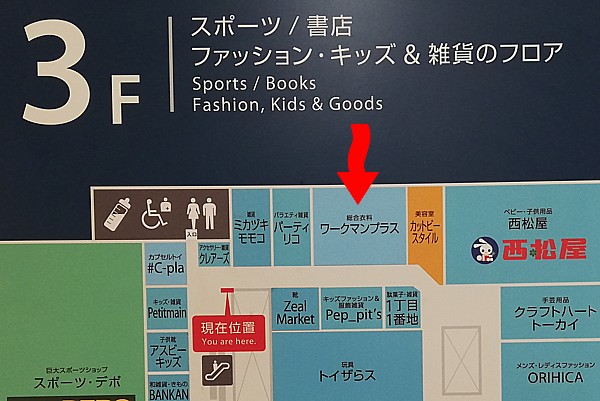 3F
スポーツ / 書店
ファッション・キッズ & 雑貨のフロア
Sports / Books
Fashion, Kids & Goods
入口
雑貨
ミカヅキ
モモコ
バラエティ雑貨
パーティ
リコ
総合衣料
ワークマンプラス
美容室
カットビー
スタイル
ベビー・子供用品
西松屋
西松屋
アクセサリー・雑貨
クレアーズ
カプセルトイ
#C-pla
キッズ・雑貨
Petitmain
子供靴
アスビー
キッズ
和雑貨・きもの
BANKAN
現在位置
You are here.
靴
Zeal
Market
キッズファッション&
服飾雑貨
Pep_pit's
駄菓子・雑貨
1丁目
1番地
手芸用品
クラフトハート
トーカイ
玩具
トイザらス
メンズ・レディスファッション
ORIHICA
巨大スポーツショップ
スポーツ・デポ